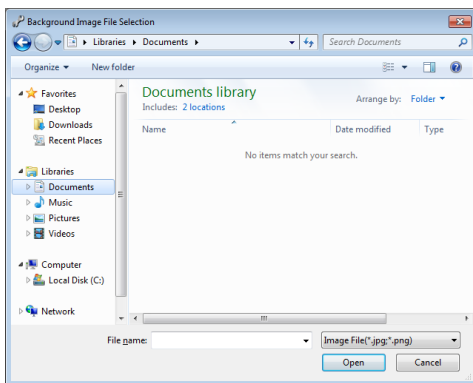 Background Image File Selection
Libraries Documents Search Documents
Organize New folder
Favorites
Desktop
Downloads
Recent Places
Libraries
Documents
Music
Pictures
Videos
Computer
Local Disk (C:)
Network
Documents library
Includes: 2 locations
Arrange by: Folder
Name Date modified Type
No items match your search.
File name: Image File(*.jpg;*.png)
Open Cancel